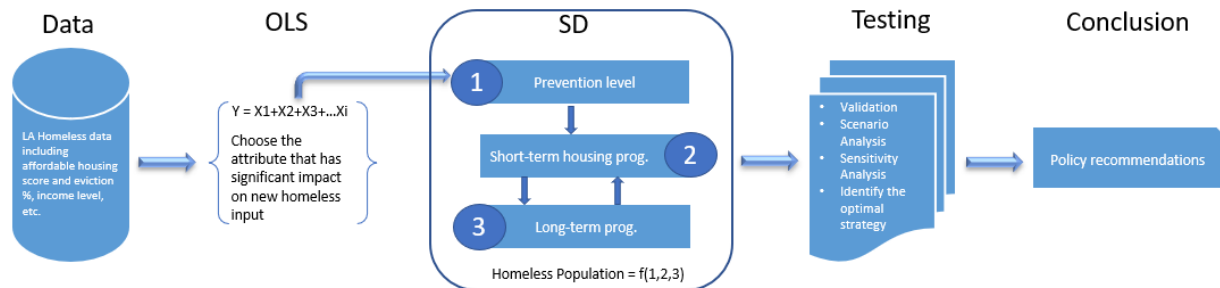 Data
LA Homeless data
including
affordable housing
score and eviction
%, income level,
etc.
OLS
Y = X1+X2+X3+...Xi
Choose the
attribute that has
significant impact
on new homeless
input
SD
1
Prevention level
Short-term housing prog.
2
3
Long-term prog.
Homeless Population = f(1,2,3)
Testing
• Validation
• Scenario
Analysis
• Sensitivity
Analysis
• Identify the
optimal
strategy
Conclusion
Policy recommendations